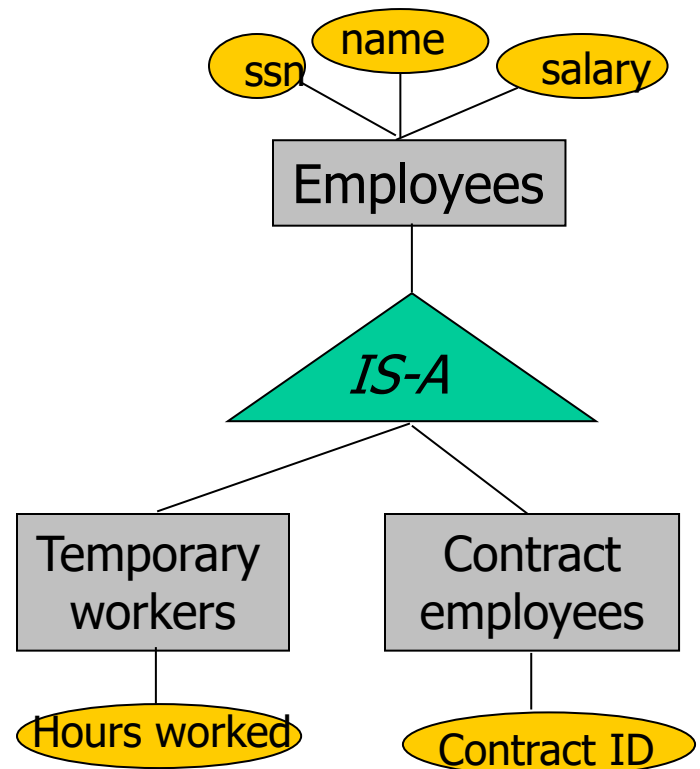 ssn
name
salary
Employees
IS-A
Temporary
workers
Contract
employees
Hours worked
Contract ID